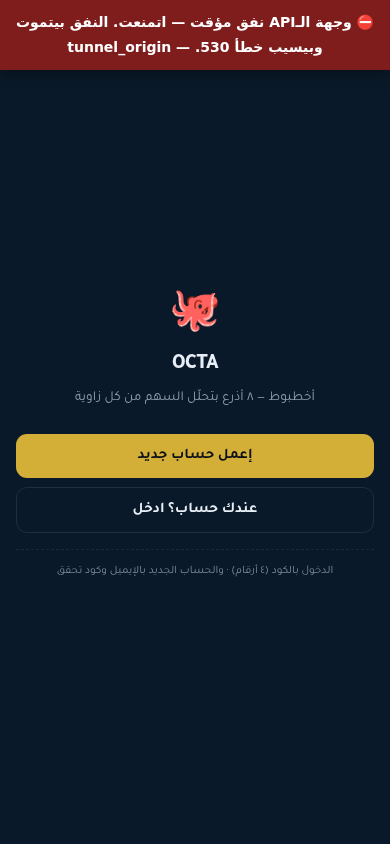 ⛔ وجهة الـAPI نفق مؤقت — اتمنعت. النفق بيتموت
وبيسيب خطأ 530. — tunnel_origin
OCTA
أخطبوط — ٨ أذرع بتحلّل السهم من كل زاوية
إعمل حساب جديد
عندك حساب؟ ادخل
الدخول بالكود (٤ أرقام) · والحساب الجديد بالإيميل وكود تحقق